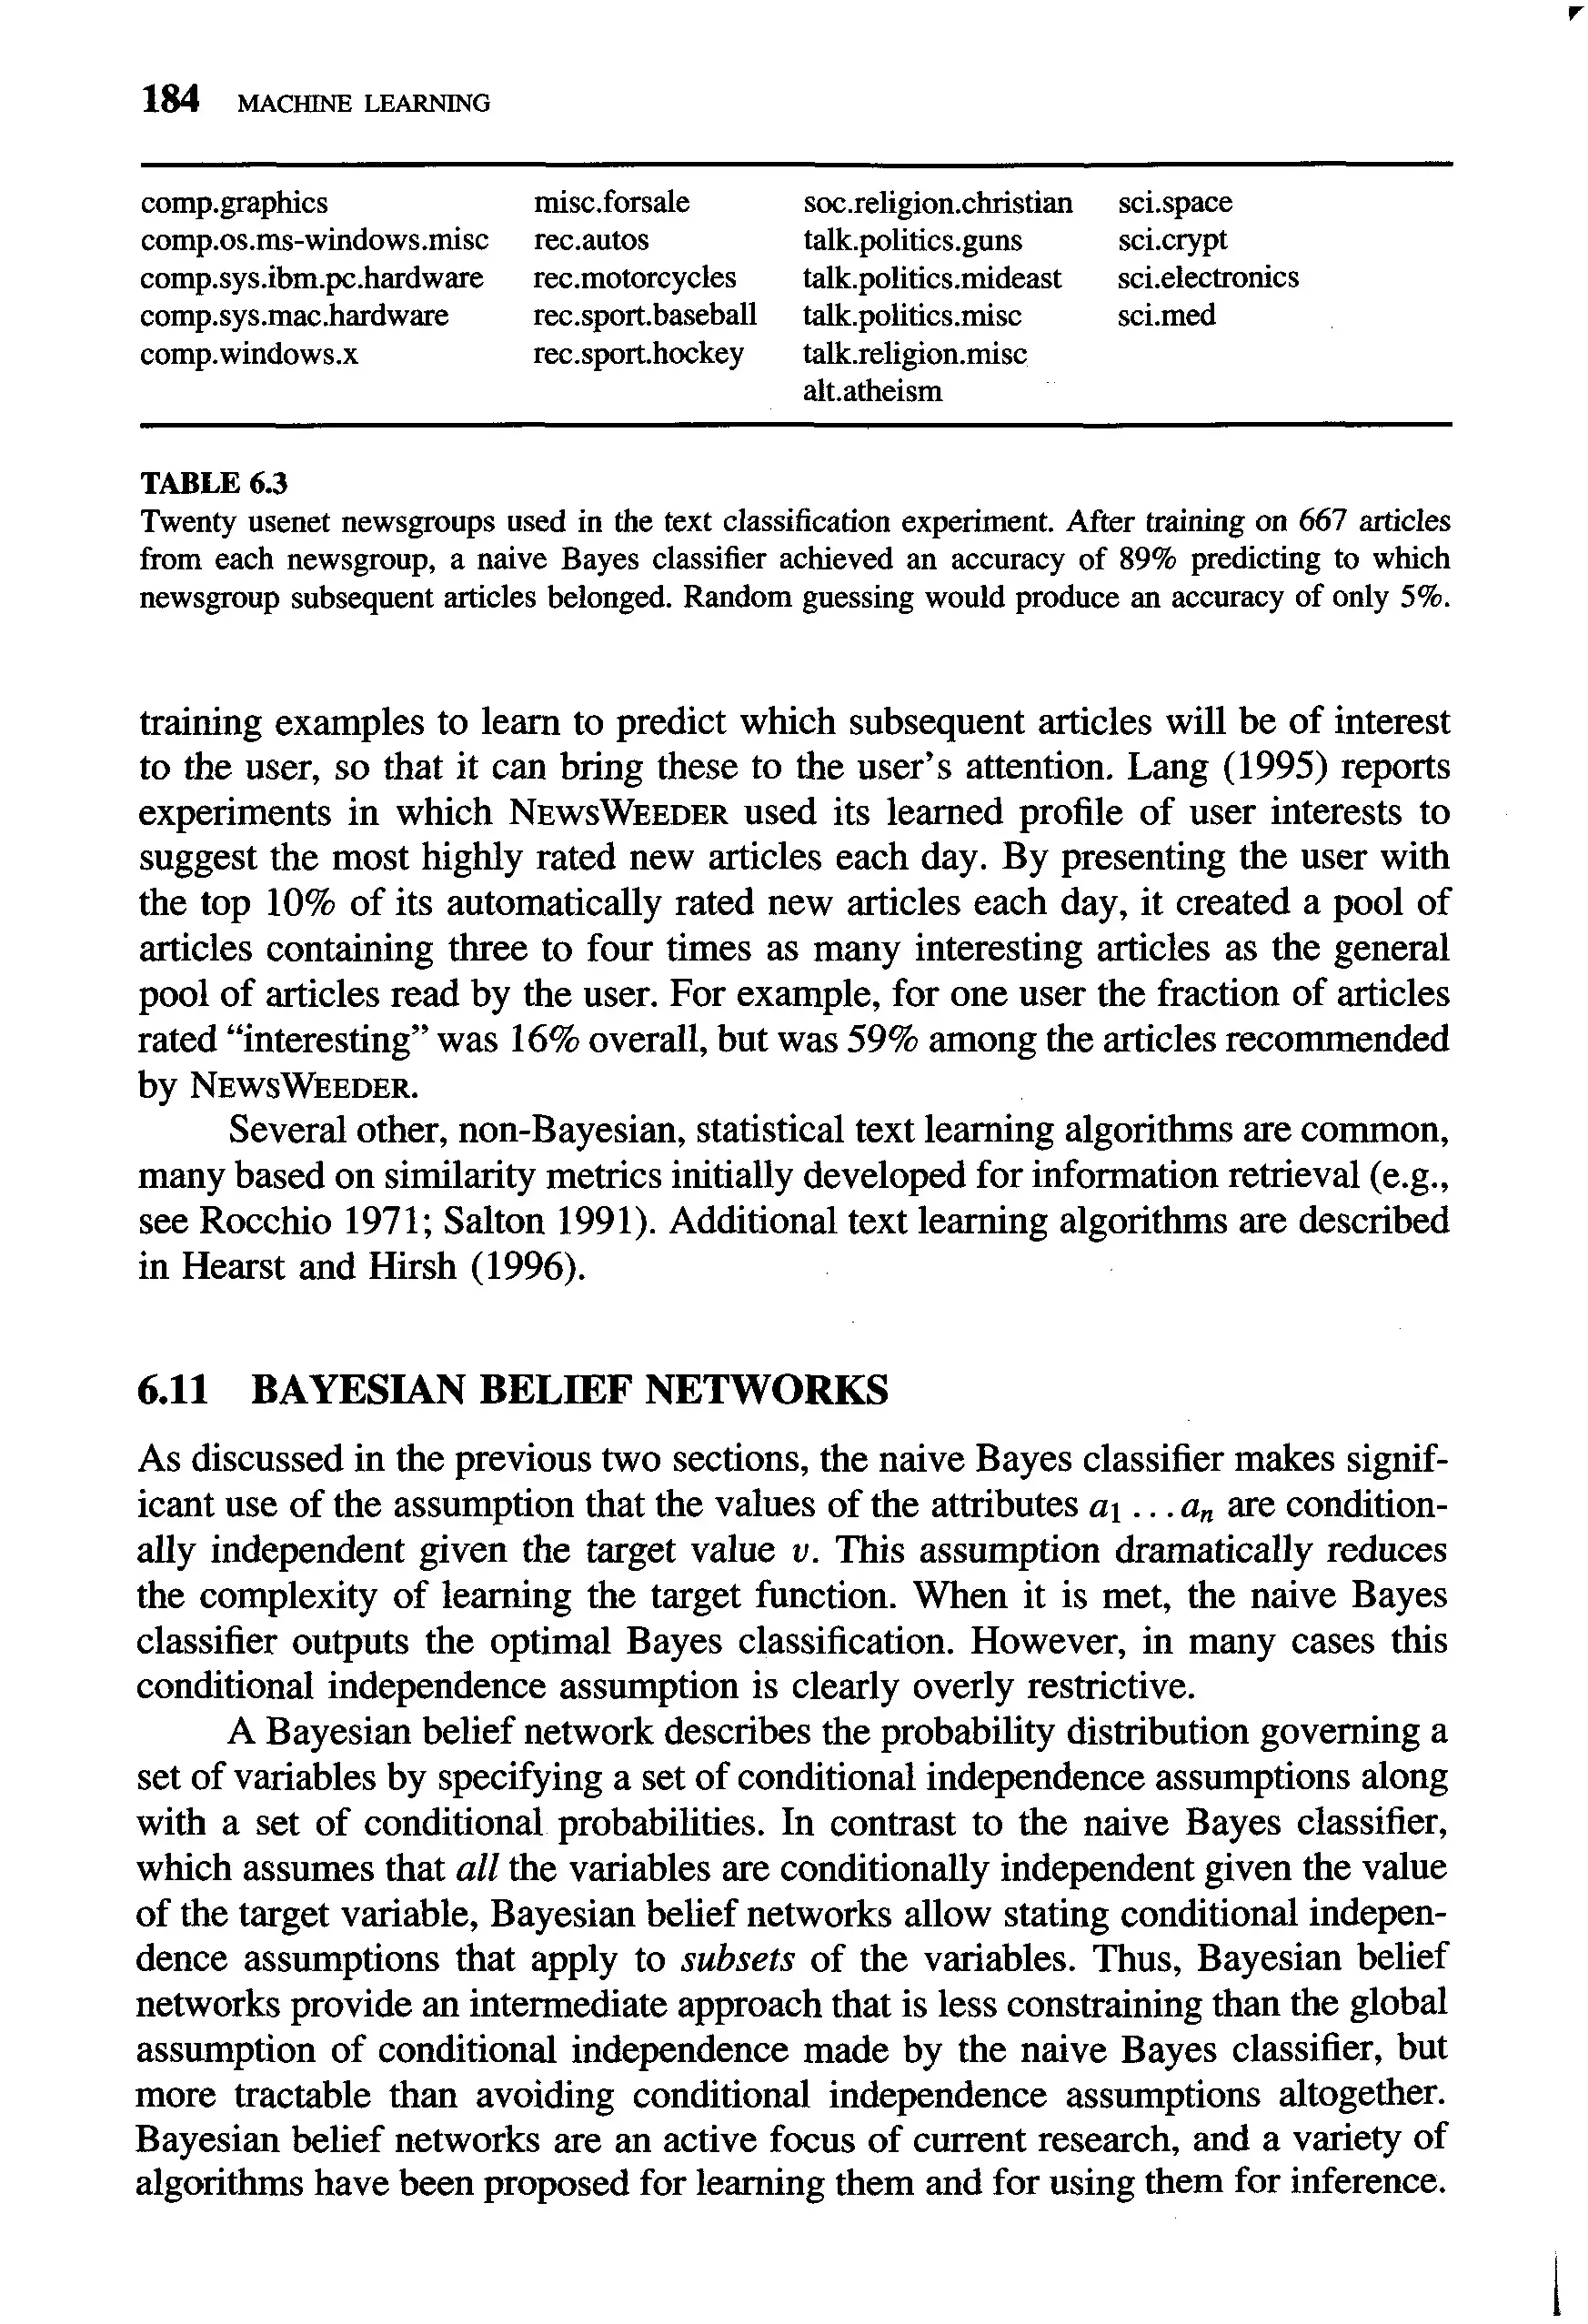 184 MACHINE LEARNING
comp.graphics misc.forsale soc.religion.christian sci.space
comp.os.ms-windows.misc rec.autos talk.politics.guns sci.crypt
comp.sys.ibm.pc.hardware rec.motorcycles talk.politics.mideast sci.electronics
comp.sys.mac.hardware rec.sport.baseball talk.politics.misc sci.med
comp.windows.x rec.sport.hockey talk.religion.misc
alt.atheism
TABLE 6.3
Twenty usenet newsgroups used in the text classification experiment. After training on 667 articles
from each newsgroup, a naive Bayes classifier achieved an accuracy of 89% predicting to which
newsgroup subsequent articles belonged. Random guessing would produce an accuracy of only 5%.
training examples to learn to predict which subsequent articles will be of interest
to the user, so that it can bring these to the user's attention. Lang (1995) reports
experiments in which NEWSWEEDER used its learned profile of user interests to
suggest the most highly rated new articles each day. By presenting the user with
the top 10% of its automatically rated new articles each day, it created a pool of
articles containing three to four times as many interesting articles as the general
pool of articles read by the user. For example, for one user the fraction of articles
rated “interesting” was 16% overall, but was 59% among the articles recommended
by NEWSWEEDER.
Several other, non-Bayesian, statistical text learning algorithms are common,
many based on similarity metrics initially developed for information retrieval (e.g.,
see Rocchio 1971; Salton 1991). Additional text learning algorithms are described
in Hearst and Hirsh (1996).
6.11 BAYESIAN BELIEF NETWORKS
As discussed in the previous two sections, the naive Bayes classifier makes signif-
icant use of the assumption that the values of the attributes a₁ ... aₙ are condition-
ally independent given the target value v. This assumption dramatically reduces
the complexity of learning the target function. When it is met, the naive Bayes
classifier outputs the optimal Bayes classification. However, in many cases this
conditional independence assumption is clearly overly restrictive.
A Bayesian belief network describes the probability distribution governing a
set of variables by specifying a set of conditional independence assumptions along
with a set of conditional probabilities. In contrast to the naive Bayes classifier,
which assumes that all the variables are conditionally independent given the value
of the target variable, Bayesian belief networks allow stating conditional indepen-
dence assumptions that apply to subsets of the variables. Thus, Bayesian belief
networks provide an intermediate approach that is less constraining than the global
assumption of conditional independence made by the naive Bayes classifier, but
more tractable than avoiding conditional independence assumptions altogether.
Bayesian belief networks are an active focus of current research, and a variety of
algorithms have been proposed for learning them and for using them for inference.